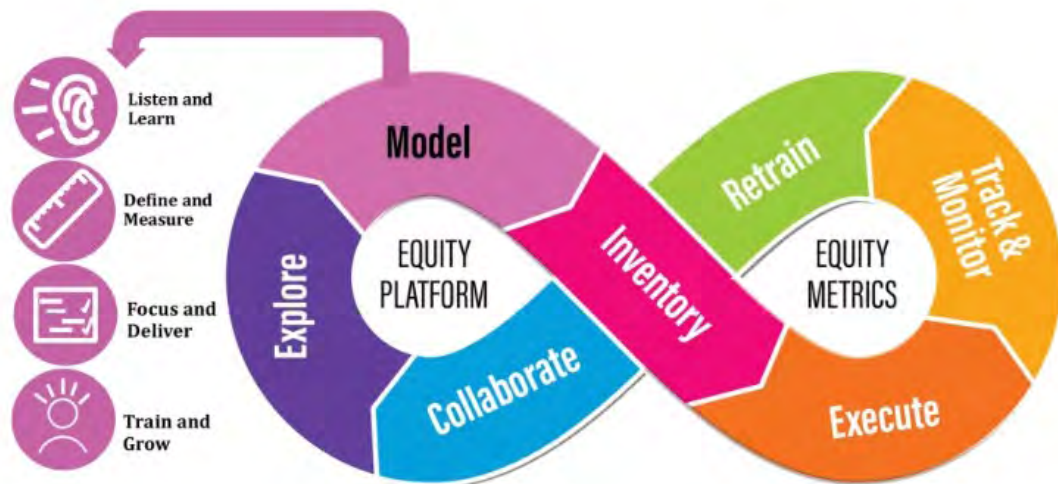 Listen and
Learn
Define and
Measure
Focus and
Deliver
Train and
Grow
Model
Explore
EQUITY
PLATFORM
Collaborate
Inventory
Retrain
Track &
Monitor
EQUITY
METRICS
Execute